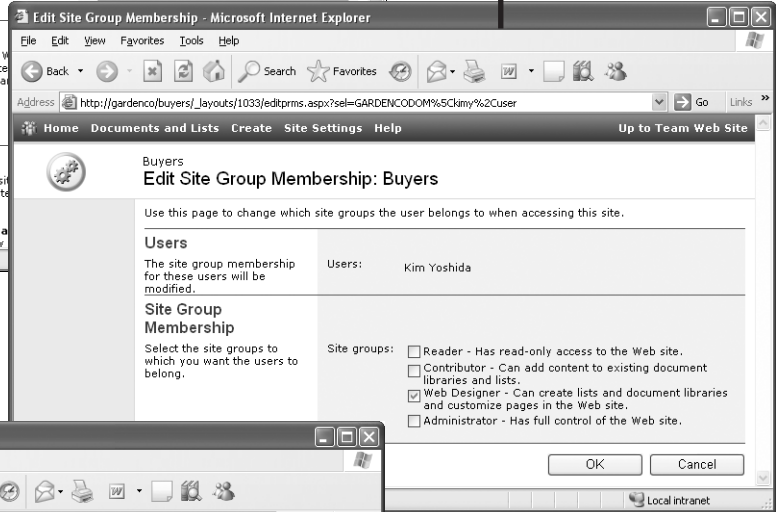 Edit Site Group Membership - Microsoft Internet Explorer
File Edit View Favorites Tools Help
Back Search Favorites
Address http://gardenco/buyers/_layouts/1033/editprms.aspx?sel=GARDENCODOM%5Ckimy%2Cuser Go Links »
Home Documents and Lists Create Site Settings Help Up to Team Web Site
Buyers
Edit Site Group Membership: Buyers
Use this page to change which site groups the user belongs to when accessing this site.
Users
The site group membership
for these users will be
modified.
Users: Kim Yoshida
Site Group
Membership
Select the site groups to
which you want the users to
belong.
Site groups: Reader - Has read-only access to the Web site.
Contributor - Can add content to existing document
libraries and lists.
Web Designer - Can create lists and document libraries
and customize pages in the Web site.
Administrator - Has full control of the Web site.
OK Cancel
Local intranet